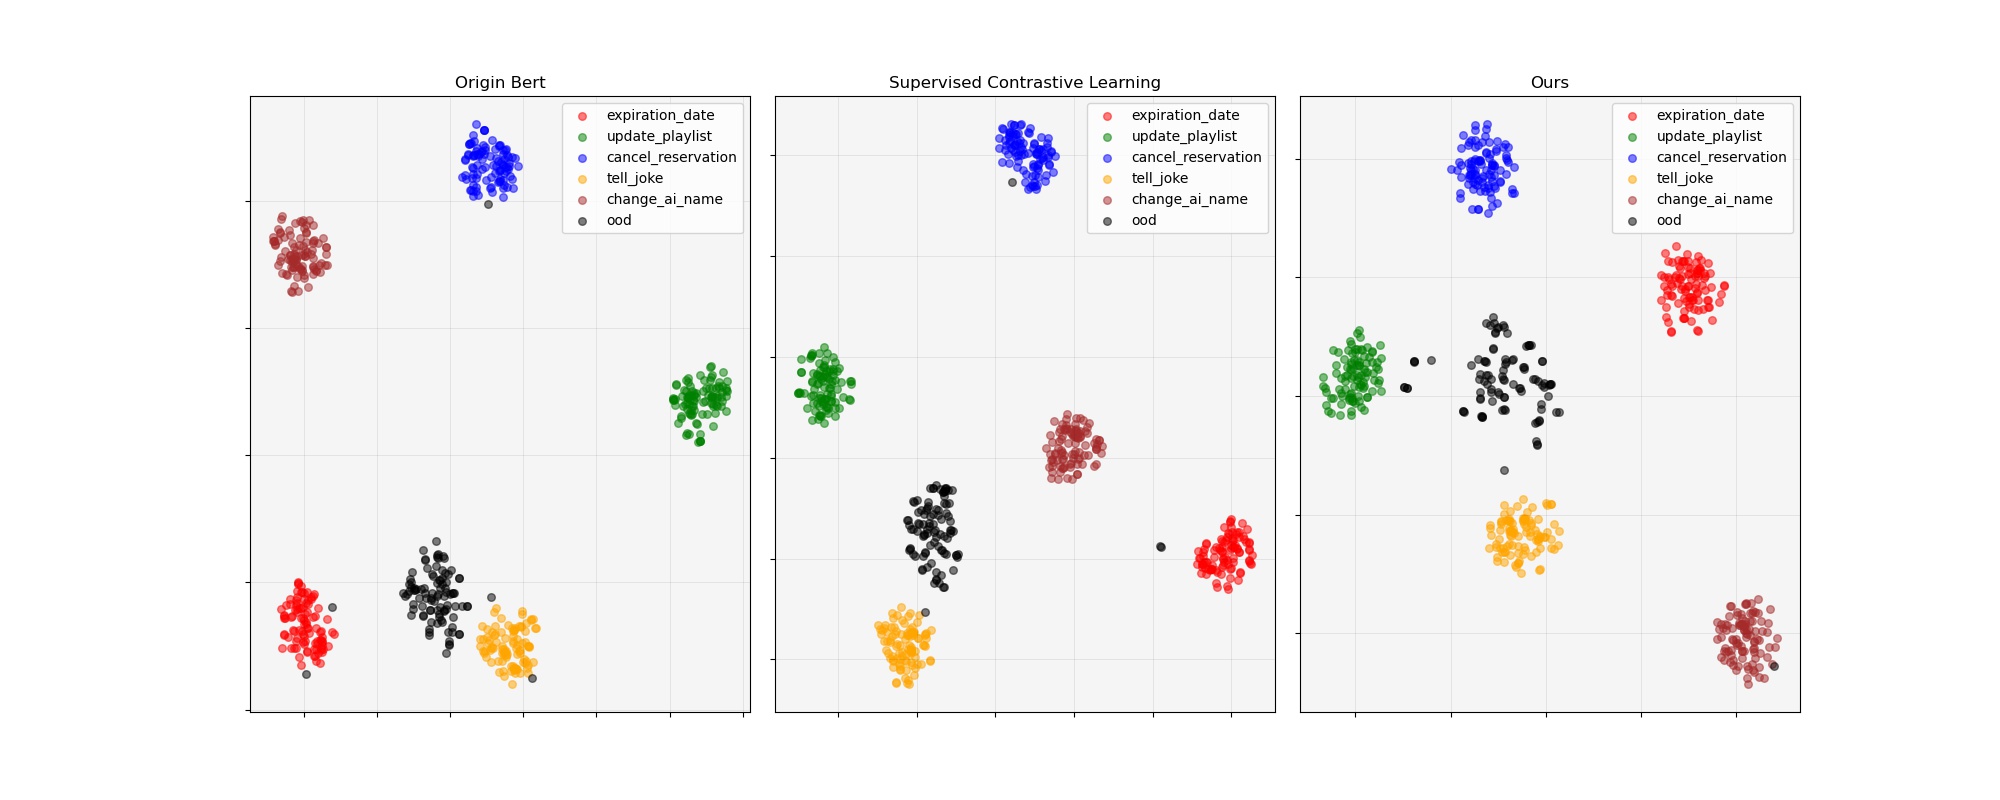 Origin Bert
expiration_date
update_playlist
cancel_reservation
tell_joke
change_ai_name
ood
Supervised Contrastive Learning
expiration_date
update_playlist
cancel_reservation
tell_joke
change_ai_name
ood
Ours
expiration_date
update_playlist
cancel_reservation
tell_joke
change_ai_name
ood